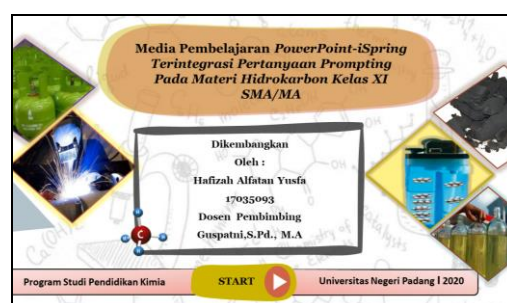 Media Pembelajaran PowerPoint-iSpring
Terintegrasi Pertanyaan Prompting
Pada Materi Hidrokarbon Kelas XI
SMA/MA
Dikembangkan
Oleh :
Hafizah Alfatan Yusfa
17035093
Dosen Pembimbing
Guspatni,S.Pd., M.A
C
Program Studi Pendidikan Kimia
START
Universitas Negeri Padang I 2020